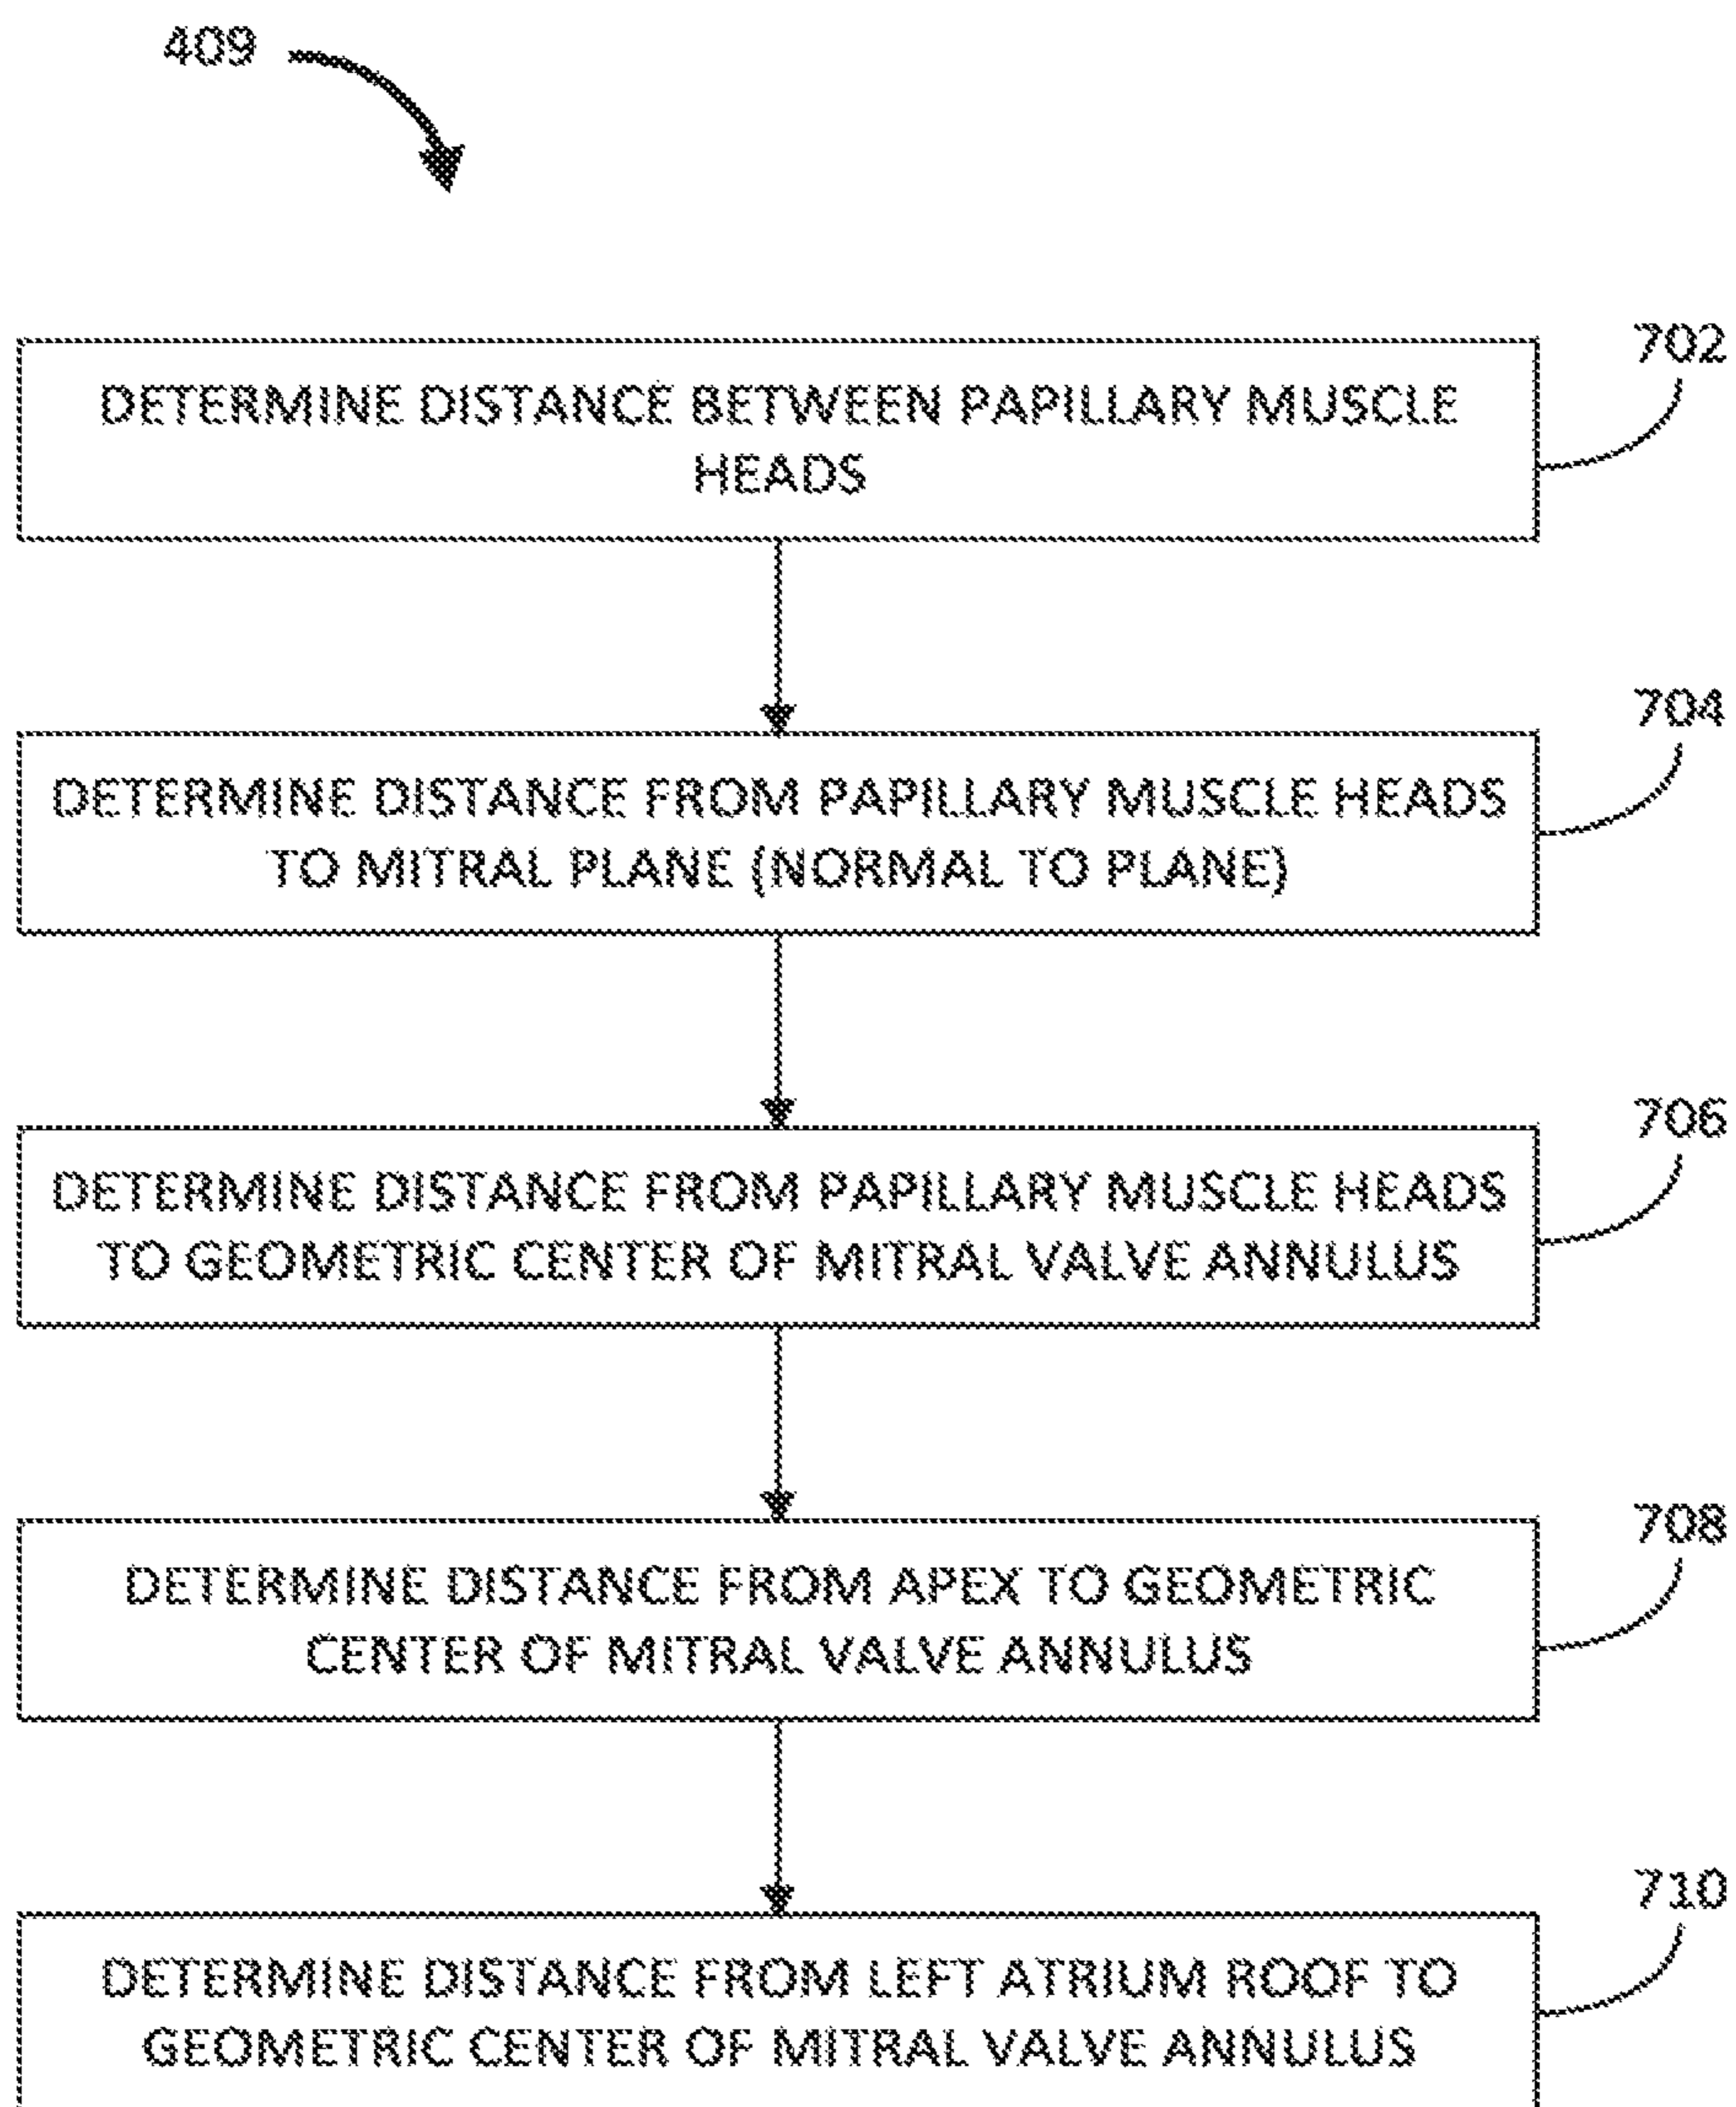 409
702
DETERMINE DISTANCE BETWEEN PAPILLARY MUSCLE
HEADS
704
DETERMINE DISTANCE FROM PAPILLARY MUSCLE HEADS
TO MITRAL PLANE (NORMAL TO PLANE)
706
DETERMINE DISTANCE FROM PAPILLARY MUSCLE HEADS
TO GEOMETRIC CENTER OF MITRAL VALVE ANNULUS
708
DETERMINE DISTANCE FROM APEX TO GEOMETRIC
CENTER OF MITRAL VALVE ANNULUS
710
DETERMINE DISTANCE FROM LEFT ATRIUM ROOF TO
GEOMETRIC CENTER OF MITRAL VALVE ANNULUS